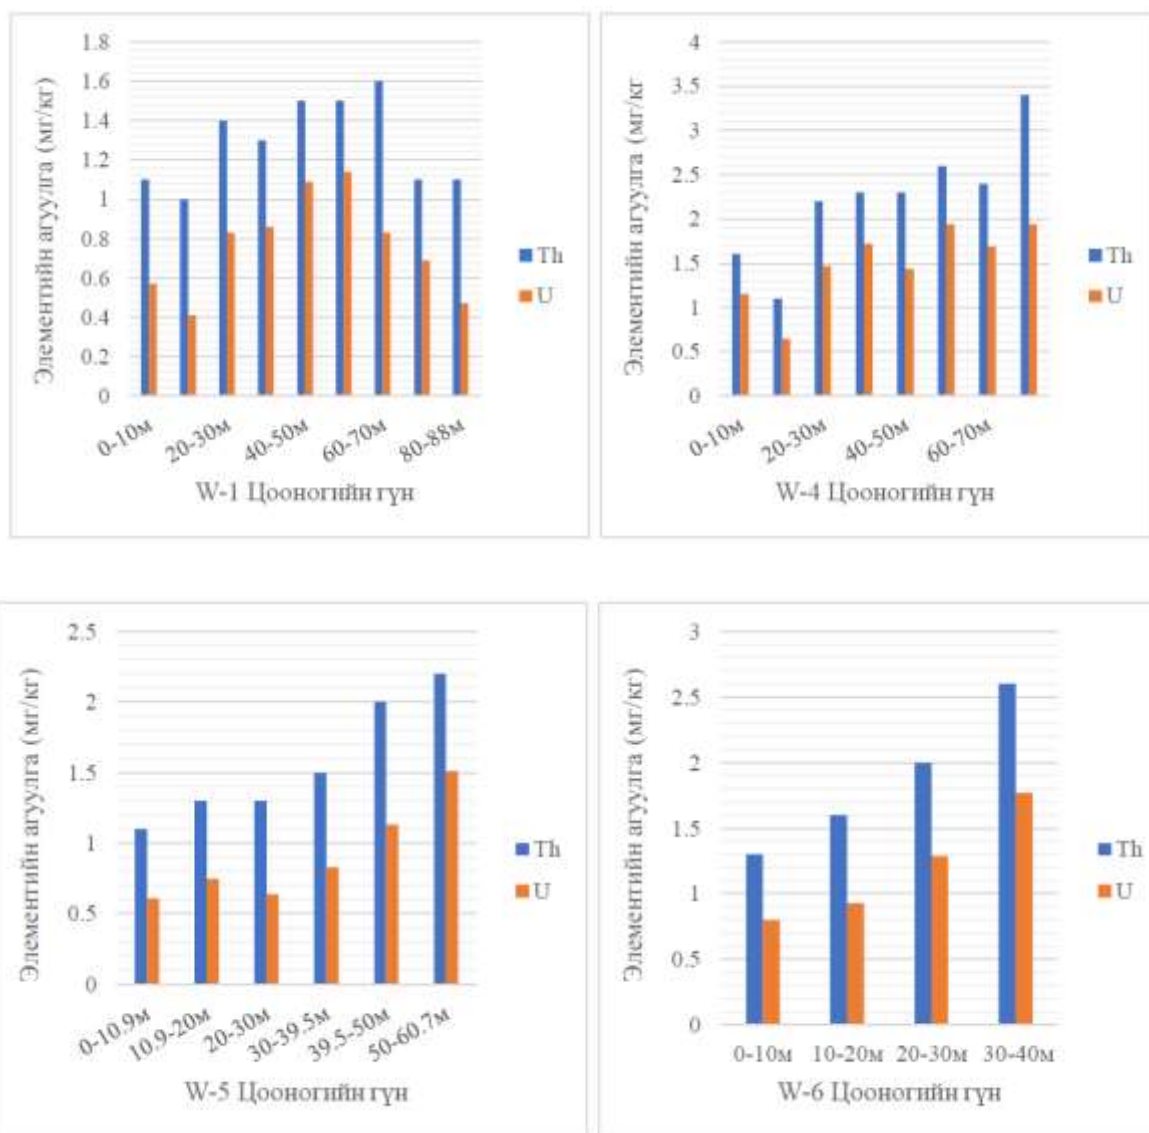 1.8
1.6
1.4
1.2
1
0.8
0.6
0.4
0.2
0
Элементийн агуулга (мг/кг)
0-10м
20-30м
40-50м
60-70м
80-88м
W-1 Цооногийн гүн
Th
U
4
3.5
3
2.5
2
1.5
1
0.5
0
Элементийн агуулга (мг/кг
0-10м
20-30м
40-50м
60-70м
W-4 Цооногийн гүн
Th
U
2.5
2
1.5
1
0.5
0
Элементийн агуулга (мг/кг)
0-10.9м
10.9-20м
20-30м
30-39.5м
39.5-50м
50-60.7м
W-5 Цооногийн гүн
Th
U
3
2.5
2
1.5
1
0.5
0
Элементийн агуулга (мг/кг)
0-10м 10-20м 20-30м 30-40м
W-6 Цооногийн гүн
Th
U